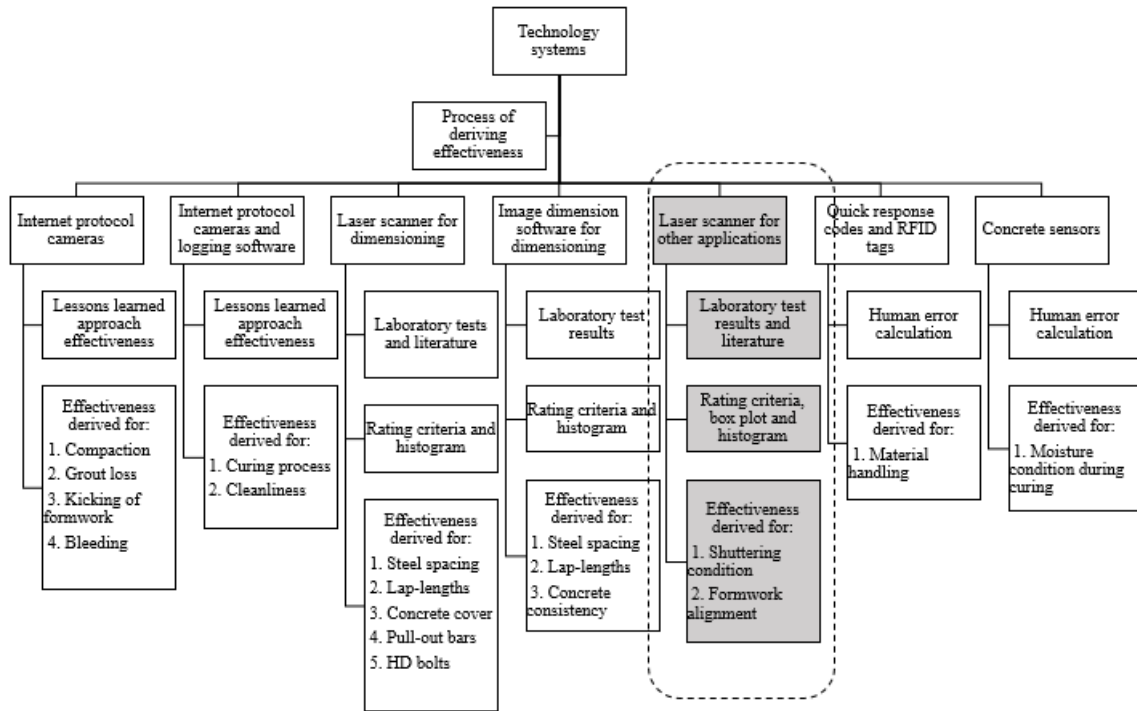 Technology
systems
Process of
deriving
effectiveness
Internet protocol
cameras
Lessons learned
approach
effectiveness
Effectiveness
derived for:
1. Compaction
2. Grout loss
3. Kicking of
formwork
4. Bleeding
Internet protocol
cameras and
logging software
Lessons learned
approach
effectiveness
Effectiveness
derived for:
1. Curing process
2. Cleanliness
Laser scanner for
dimensioning
Laboratory tests
and literature
Rating criteria and
histogram
Effectiveness
derived for:
1. Steel spacing
2. Lap-lengths
3. Concrete cover
4. Pull-out bars
5. HD bolts
Image dimension
software for
dimensioning
Laboratory test
results
Rating criteria and
histogram
Effectiveness
derived for:
1. Steel spacing
2. Lap-lengths
3. Concrete
consistency
Laser scanner for
other applications
Laboratory test
results and
literature
Rating criteria,
box plot and
histogram
Effectiveness
derived for:
1. Shuttering
condition
2. Formwork
alignment
Quick response
codes and RFID
tags
Human error
calculation
Effectiveness
derived for:
1. Material
handling
Concrete sensors
Human error
calculation
Effectiveness
derived for:
1. Moisture
condition during
curing